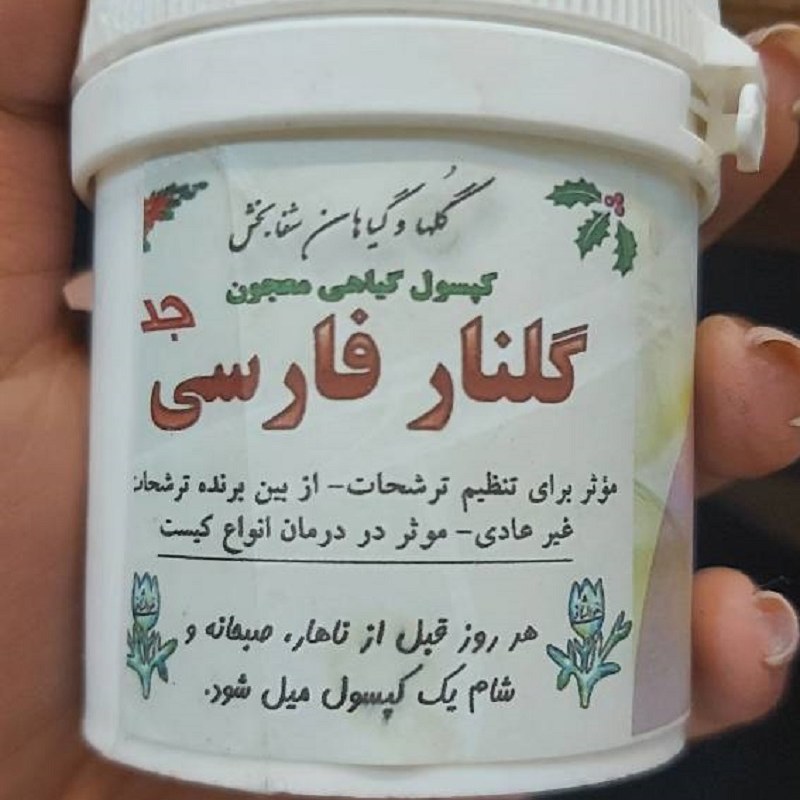 گلها و گیاهان شفابخش
کپسول گیاهی معجون
جد
گلنار فارسی
مؤثر برای تنظیم ترشحات - از بین برنده ترشحات
غیر عادی - موثر در درمان انواع کیست
هر روز قبل از ناهار، صبحانه و
شام یک کپسول میل شود.